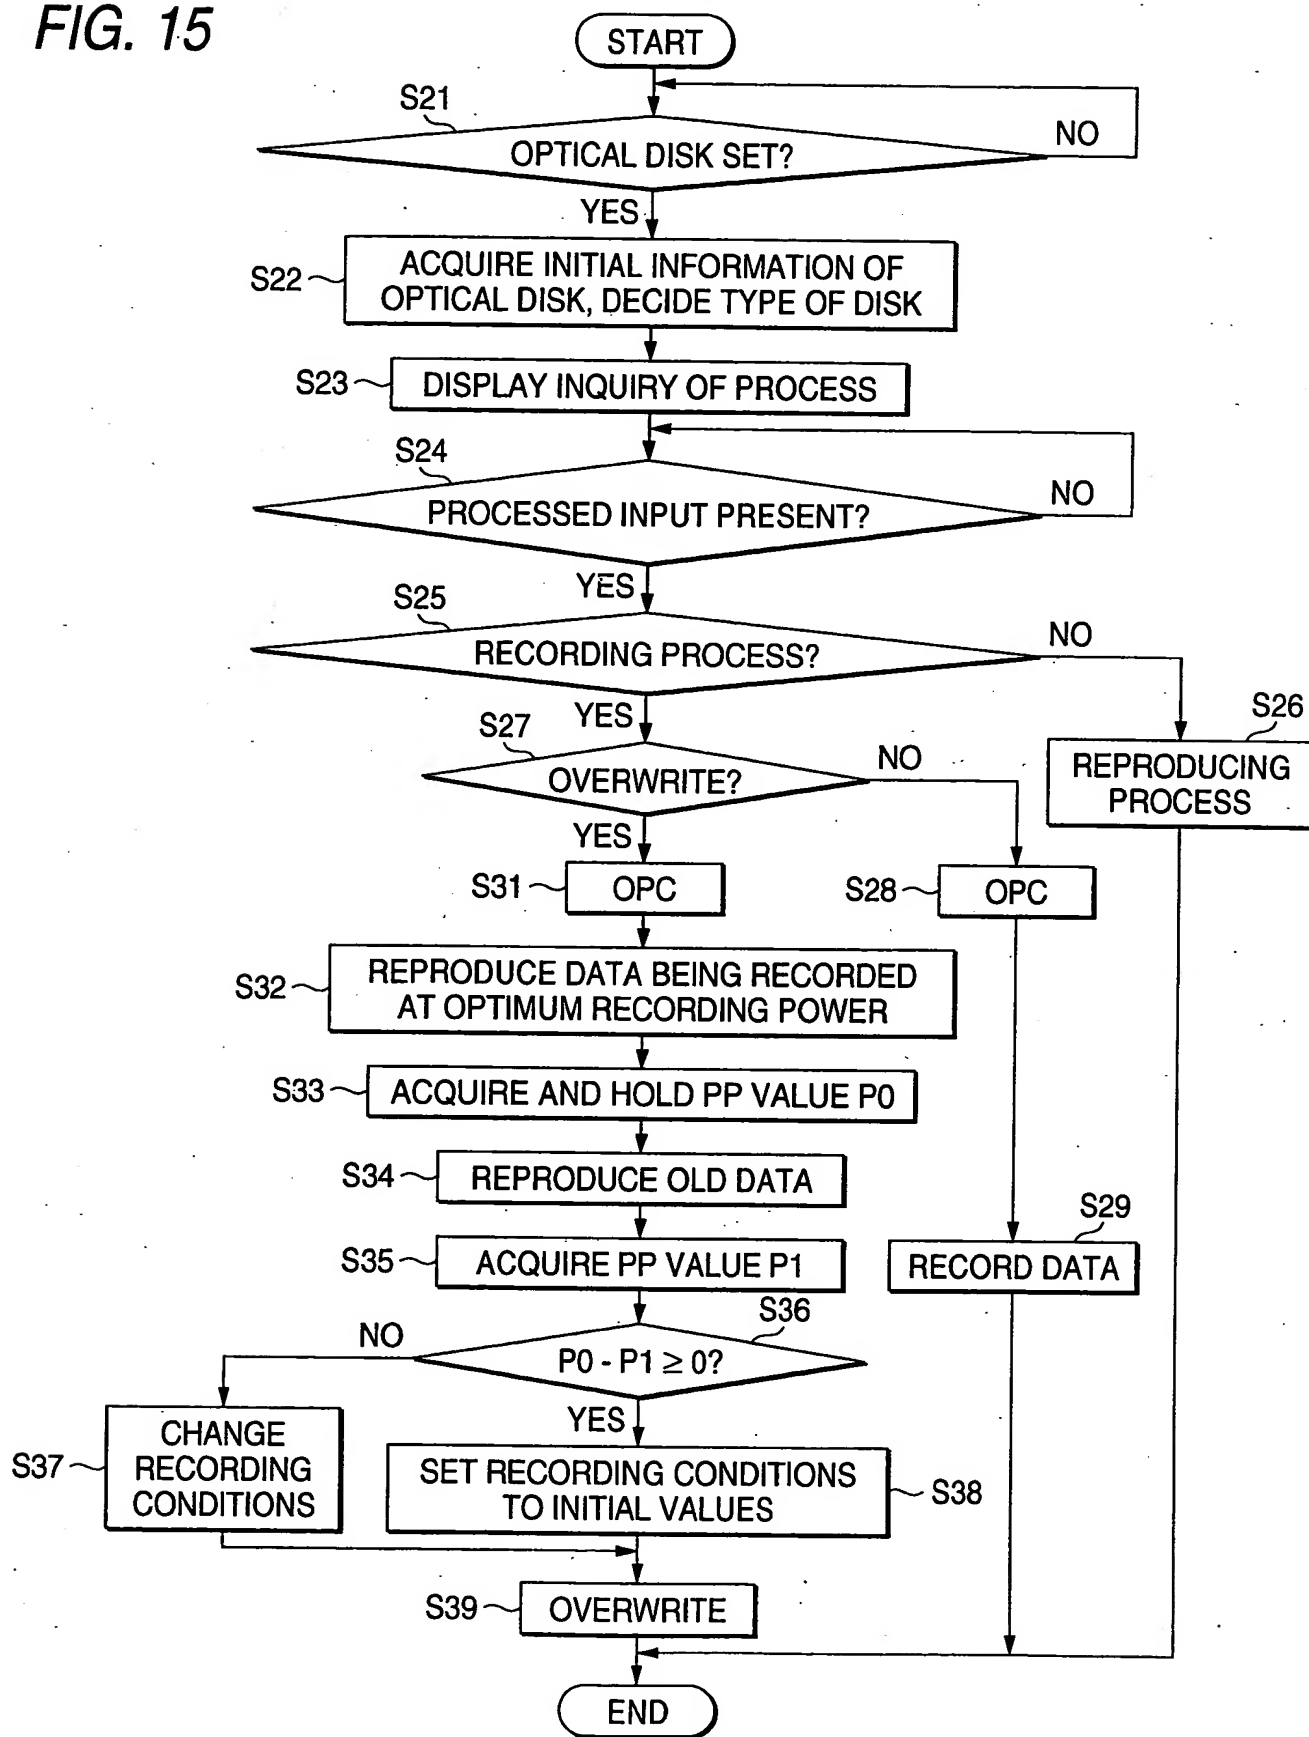 FIG. 15
START
S21
OPTICAL DISK SET?
NO
YES
S22
ACQUIRE INITIAL INFORMATION OF
OPTICAL DISK, DECIDE TYPE OF DISK
S23
DISPLAY INQUIRY OF PROCESS
S24
PROCESSED INPUT PRESENT?
NO
YES
S25
RECORDING PROCESS?
NO
YES
S26
REPRODUCING
PROCESS
S27
OVERWRITE?
NO
YES
S31
OPC
S28
OPC
S32
REPRODUCE DATA BEING RECORDED
AT OPTIMUM RECORDING POWER
S33
ACQUIRE AND HOLD PP VALUE P0
S34
REPRODUCE OLD DATA
S35
ACQUIRE PP VALUE P1
S29
RECORD DATA
S36
P0 - P1 ≥ 0?
NO
YES
S37
CHANGE
RECORDING
CONDITIONS
SET RECORDING CONDITIONS
TO INITIAL VALUES
S38
S39
OVERWRITE
END